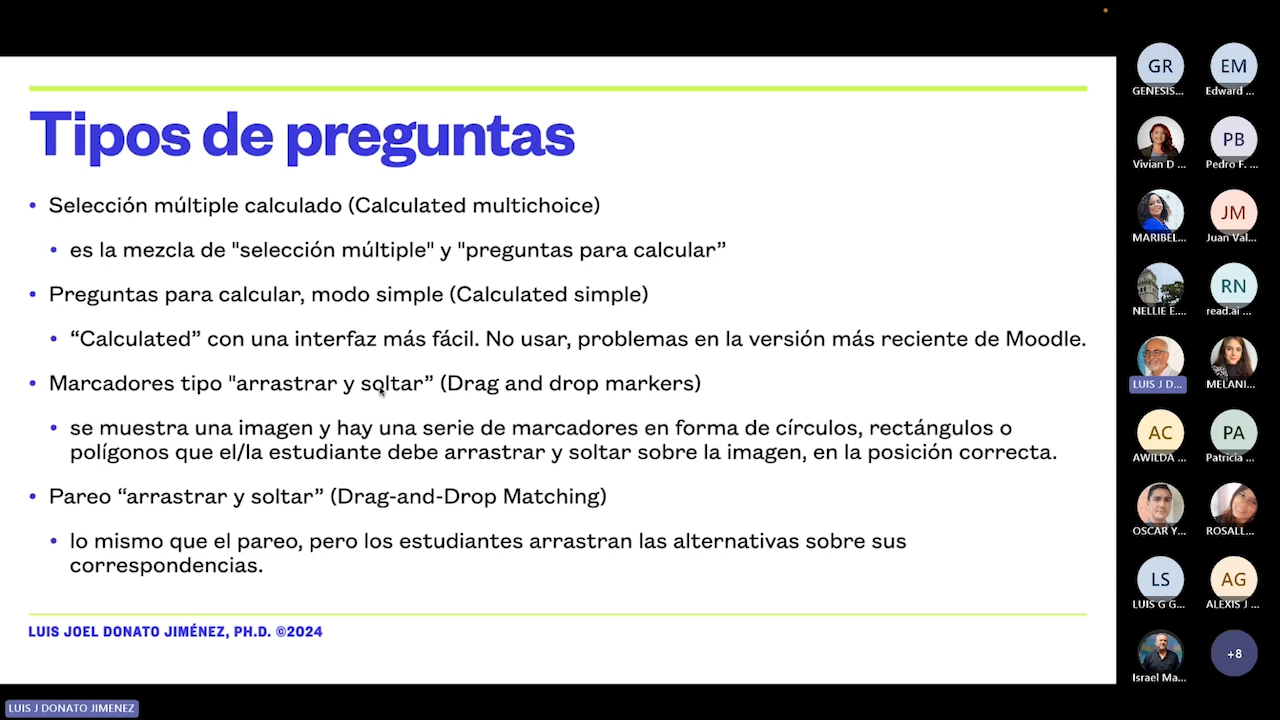 Tipos de preguntas
• Selección múltiple calculado (Calculated multichoice)
• es la mezcla de "selección múltiple" y "preguntas para calcular”
• Preguntas para calcular, modo simple (Calculated simple)
• “Calculated” con una interfaz más fácil. No usar, problemas en la versión más reciente de Moodle.
• Marcadores tipo "arrastrar y soltar” (Drag and drop markers)
• se muestra una imagen y hay una serie de marcadores en forma de círculos, rectángulos o
polígonos que el/la estudiante debe arrastrar y soltar sobre la imagen, en la posición correcta.
• Pareo “arrastrar y soltar” (Drag-and-Drop Matching)
• lo mismo que el pareo, pero los estudiantes arrastran las alternativas sobre sus
correspondencias.
LUIS JOEL DONATO JIMÉNEZ, PH.D. ©2024
LUIS J DONATO JIMENEZ
GR
GENESIS...
EM
Edward ...
Vivian D ...
PB
Pedro F. ...
MARIBEL...
JM
Juan Val...
NELLIE E....
RN
read.ai ...
LUIS J D...
MELANI...
AC
AWILDA ...
PA
Patricia ...
OSCAR Y...
ROSALL...
LS
LUIS G G...
AG
ALEXIS J ...
Israel Ma...
+8